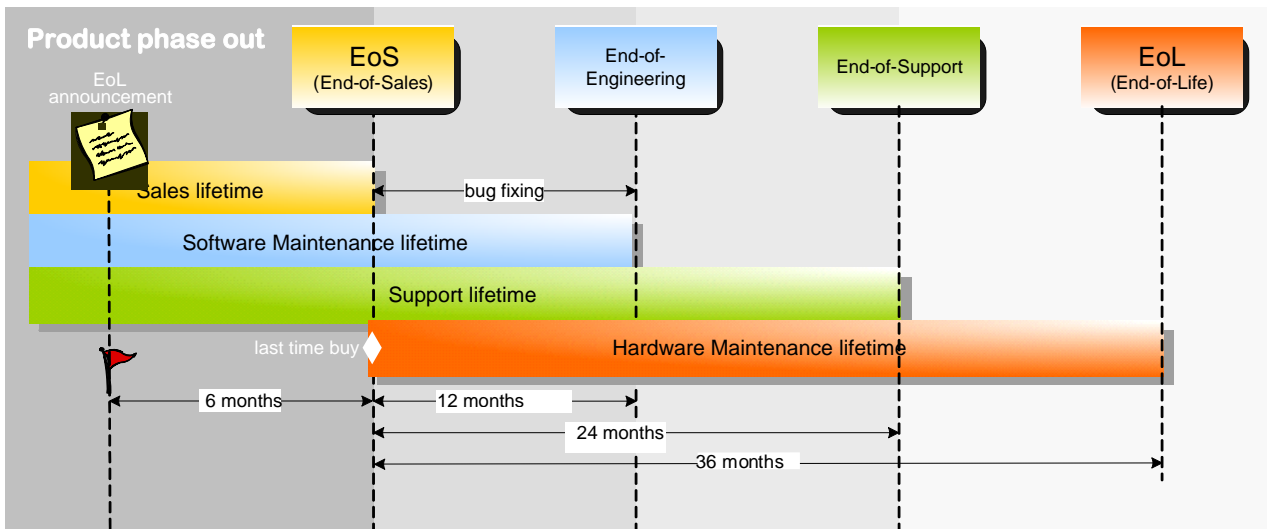 Product phase out
EoL
announcement
EoS
(End-of-Sales)
End-of-
Engineering
End-of-Support
EoL
(End-of-Life)
Sales lifetime
bug fixing
Software Maintenance lifetime
Support lifetime
last time buy
Hardware Maintenance lifetime
6 months
12 months
24 months
36 months